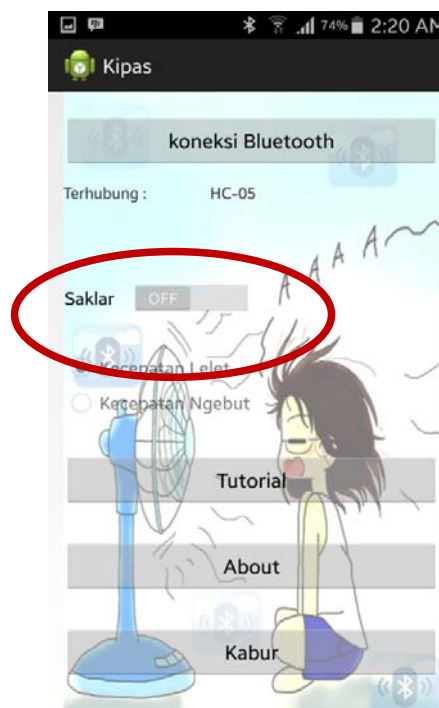 74% 2:20 AM
Kipas
koneksi Bluetooth
Terhubung : HC-05
A A A A
Saklar OFF
Kecepatan Lelet
Kecepatan Ngebut
Tutorial
About
Kabur